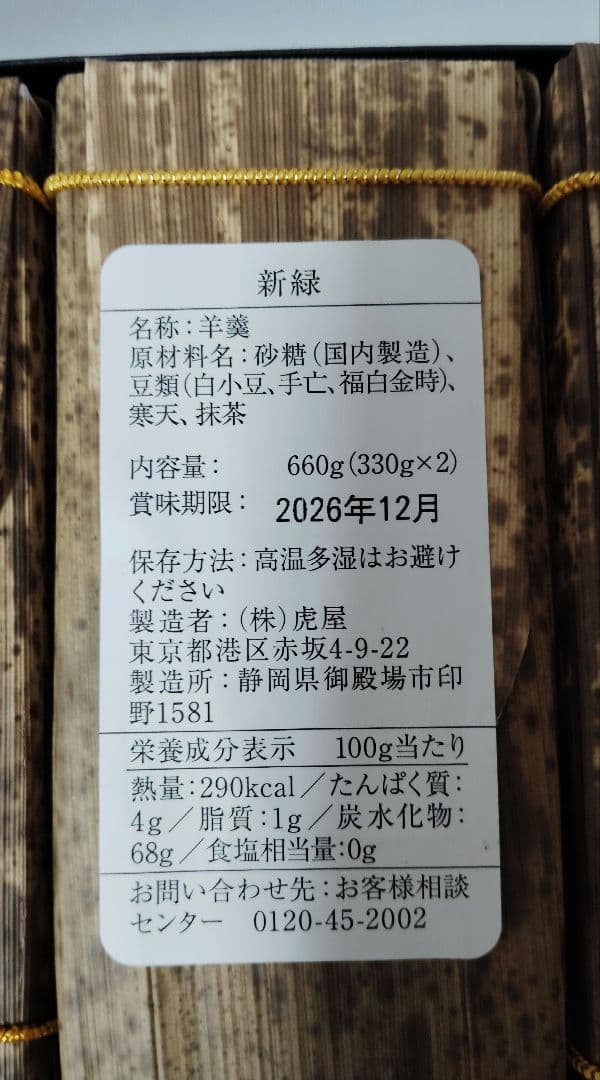 新緑
名称：羊羹
原材料名：砂糖（国内製造）、
豆類（白小豆、手亡、福白金時）、
寒天、抹茶
内容量：　660g（330g×2）
賞味期限：　2026年12月
保存方法：高温多湿はお避け
ください
製造者：（株）虎屋
東京都港区赤坂4-9-22
製造所：静岡県御殿場市印
野1581
栄養成分表示　100g当たり
熱量：290kcal／たんぱく質：
4g／脂質：1g／炭水化物：
68g／食塩相当量：0g
お問い合わせ先：お客様相談
センター　0120-45-2002